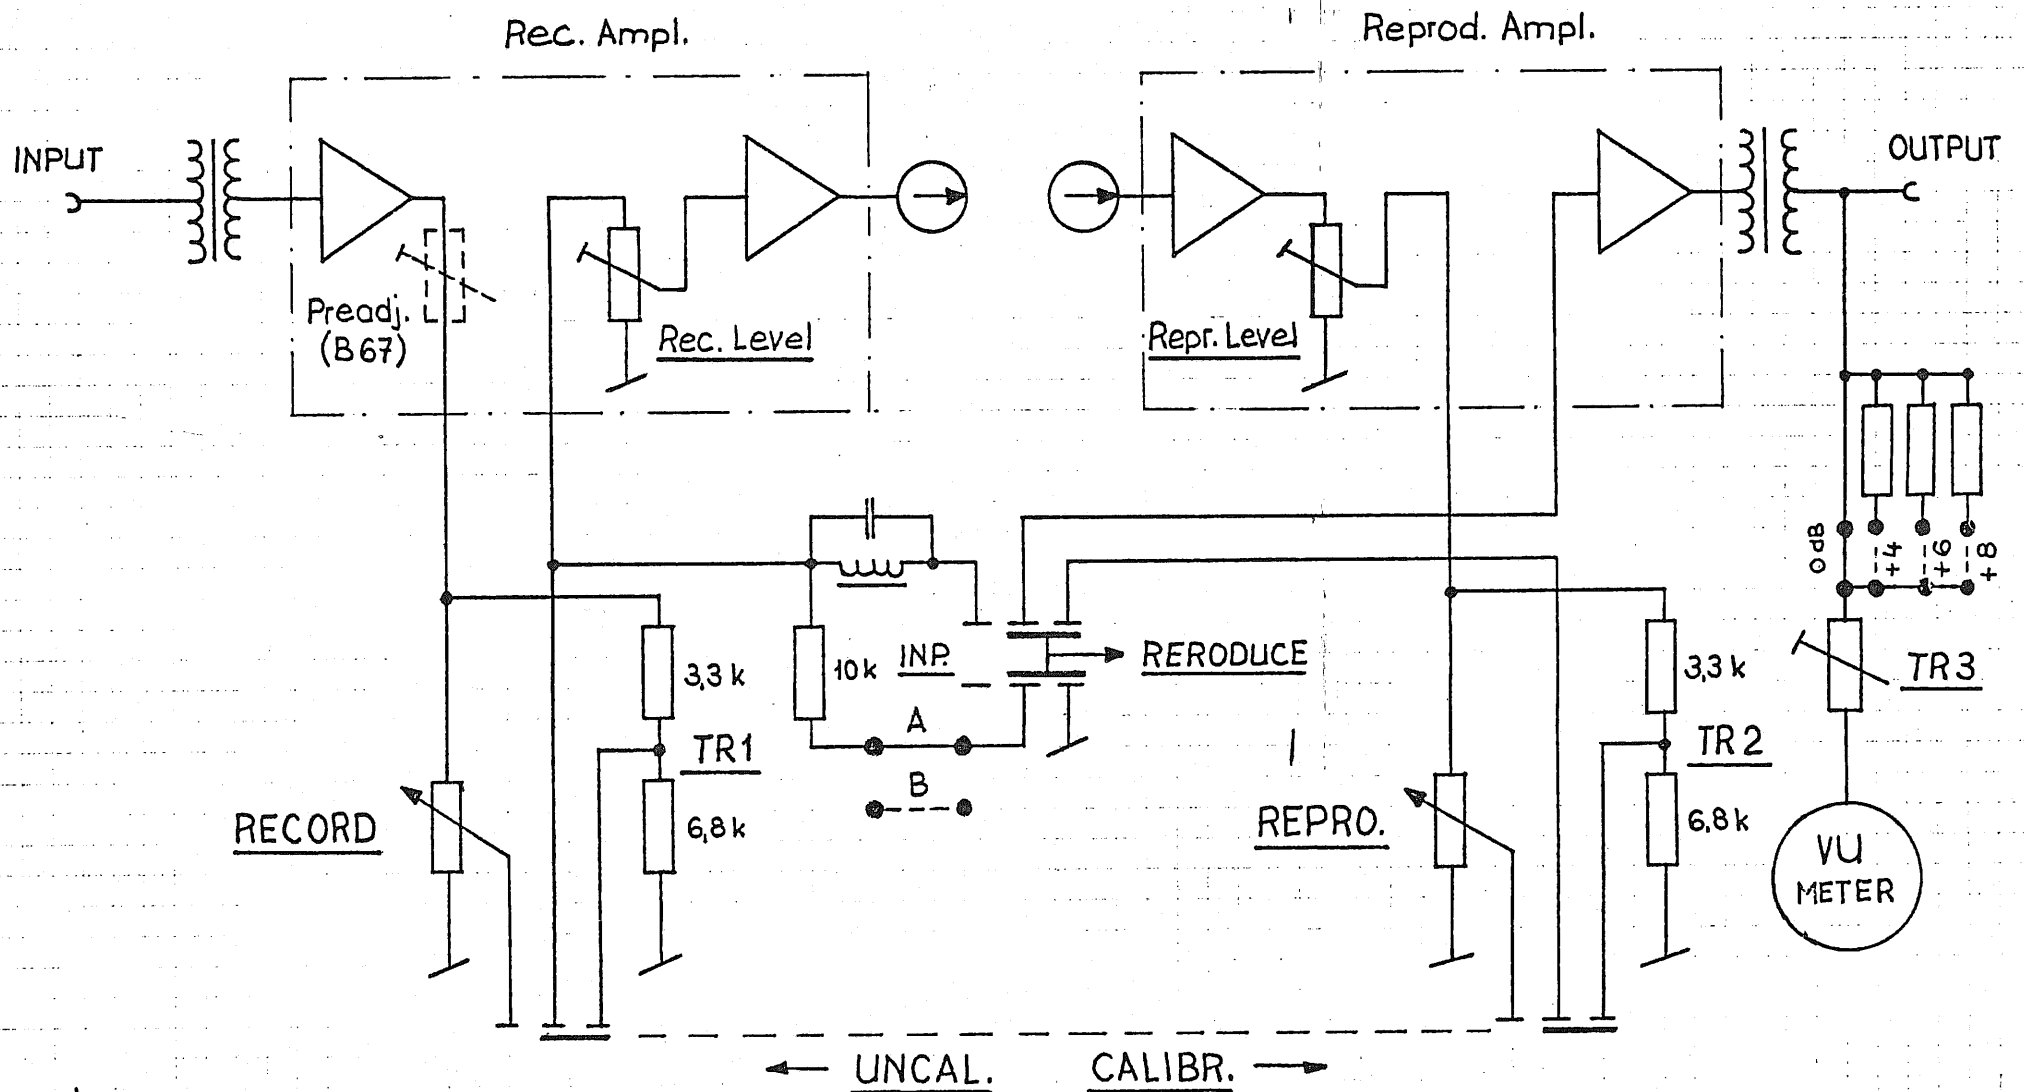 Rec. Ampl.
Reprod. Ampl.
INPUT
OUTPUT
Preadj.
(B67)
Rec. Level
Repr. Level
0dB
+4
+6
+8
3,3 k
10k
INP.
RERODUCE
3,3 k
TR3
A
TR1
TR2
B
RECORD
6,8 k
REPRO.
6,8 k
VU
METER
UNCAL.
CALIBR.